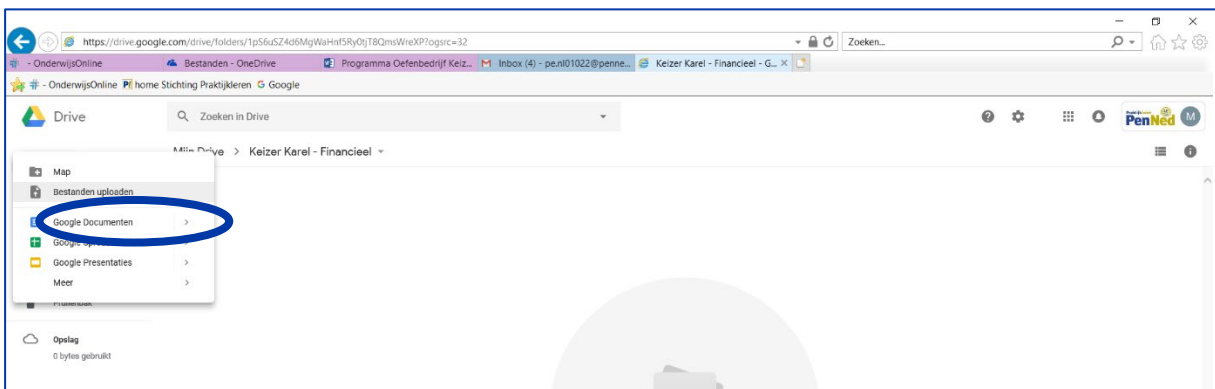 https://drive.google.com/drive/folders/1pS6uSZ4d6MgWaHnf5Ry0tjT8QmsWreXP?ogsrc=32 Zoeken...
- OnderwijsOnline Bestanden - OneDrive Programma Oefenbedrijf Keiz... Inbox (4) - pe.nl01022@penne... Keizer Karel - Financieel - G...
# - OnderwijsOnline home Stichting Praktijkleren G Google
Drive Zoeken in Drive PenNed M
Mijn Drive > Keizer Karel - Financieel
Map
Bestanden uploaden
Google Documenten >
Google
Google Presentaties >
Meer >
Prullenbak
Opslag
0 bytes gebruikt